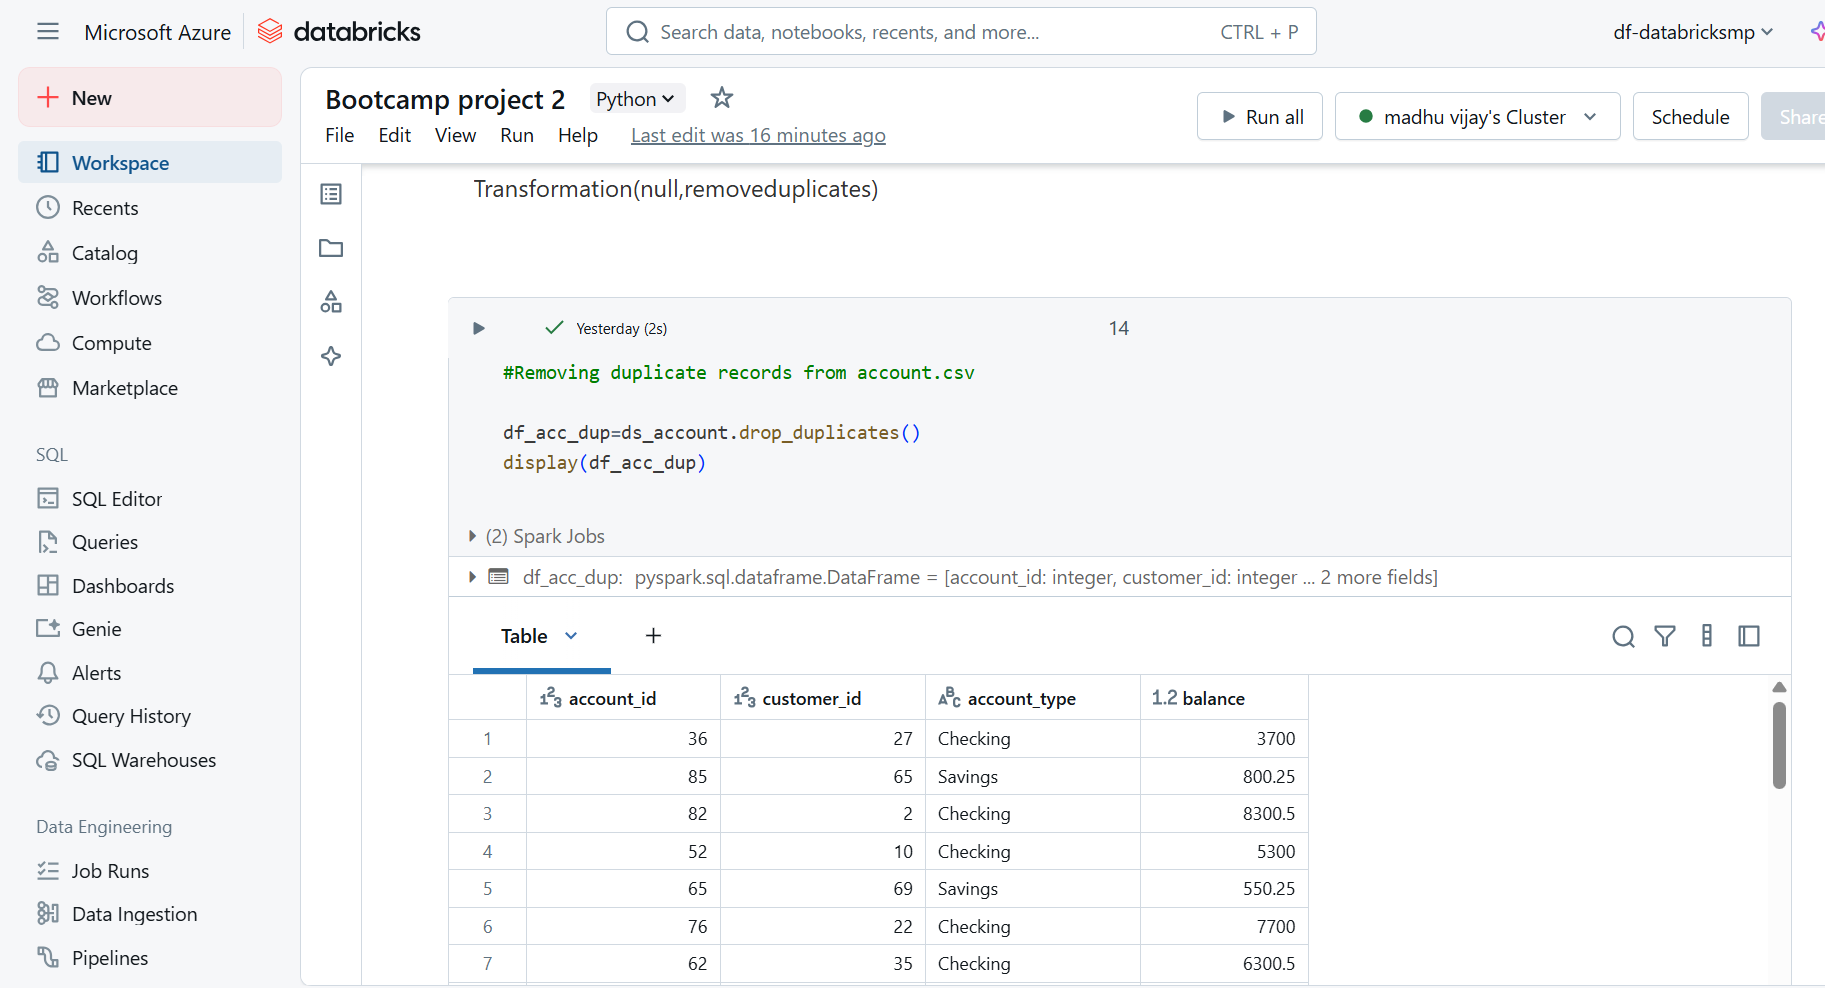 Microsoft Azure
databricks
Search data, notebooks, recents, and more...
CTRL + P
df-databricksmp
New
Workspace
Recents
Catalog
Workflows
Compute
Marketplace
SQL
SQL Editor
Queries
Dashboards
Genie
Alerts
Query History
SQL Warehouses
Data Engineering
Job Runs
Data Ingestion
Pipelines
Bootcamp project 2
Python
File Edit View Run Help Last edit was 16 minutes ago
Run all
madhu vijay's Cluster
Schedule
Share
Transformation(null,removeduplicates)
Yesterday (2s)
14
#Removing duplicate records from account.csv
df_acc_dup=ds_account.drop_duplicates()
display(df_acc_dup)
(2) Spark Jobs
df_acc_dup: pyspark.sql.dataframe.DataFrame = [account_id: integer, customer_id: integer ... 2 more fields]
Table +
123 account_id 123 customer_id ABC account_type 1.2 balance
1 36 27 Checking 3700
2 85 65 Savings 800.25
3 82 2 Checking 8300.5
4 52 10 Checking 5300
5 65 69 Savings 550.25
6 76 22 Checking 7700
7 62 35 Checking 6300.5